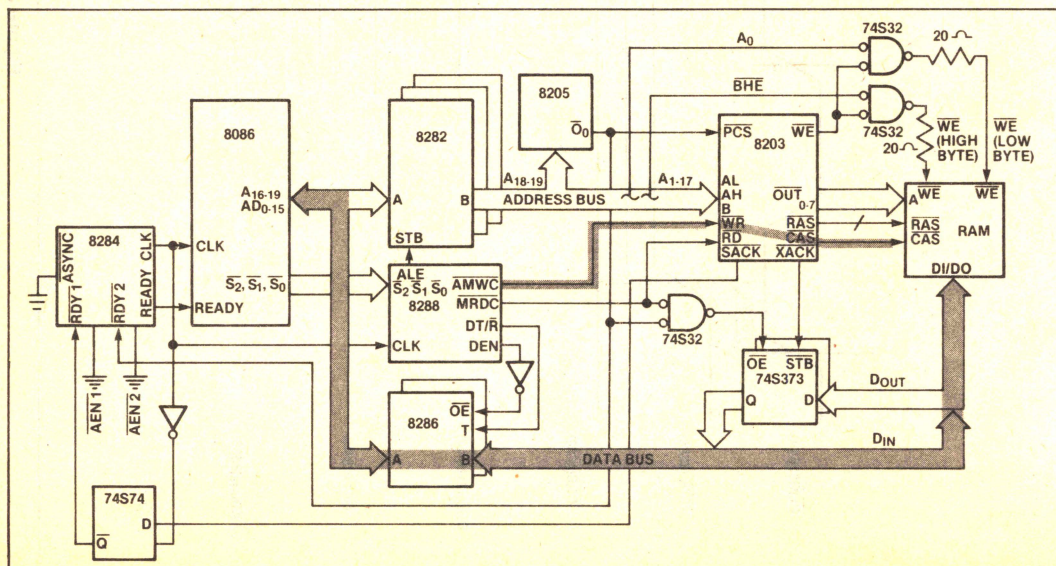 74S32
20
A0
BHE
74S32
20
WE
(HIGH
BYTE)
WE
(LOW
BYTE)
8086
A16-19
AD0-15
CLK
S2, S1, S0
READY
8282
A
B
STB
8205
O0
A18-19
ADDRESS BUS
A1-17
8203
PCS
WE
AL
AH
B
OUT0-7
WR
RAS
RD
CAS
SACK
XACK
WE
WE
A
RAS
CAS
RAM
DI/DO
8284
ASYNC
CLK
RDY 1
RDY 2
READY
AEN 1
AEN 2
ALE
S2 S1 S0
AMWC
8288
MRDC
DT/R
CLK
DEN
74S32
OE
STB
74S373
Q
D
DOUT
DIN
OE
8286
T
A
B
DATA BUS
74S74
Q
D